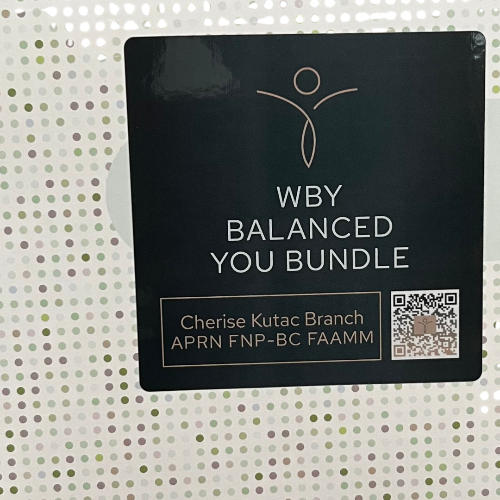 WBY
BALANCED
YOU BUNDLE
Cherise Kutac Branch
APRN FNP-BC FAAMM